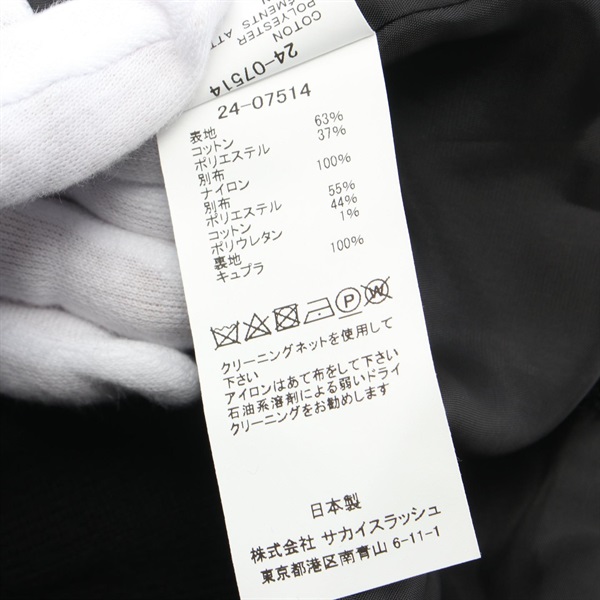 COTON
POLYESTER
24-07514
24-07514
表地
コットン 63%
ポリエステル 37%
別布
ナイロン 100%
別布
ポリエステル 55%
コットン 44%
ポリウレタン 1%
裏地
キュプラ 100%
P W
クリーニングネットを使用して
下さい
アイロンはあて布をして下さい
石油系溶剤による弱いドライ
クリーニングをお勧めします
日本製
株式会社 サカイスラッシュ
東京都港区南青山 6-11-1